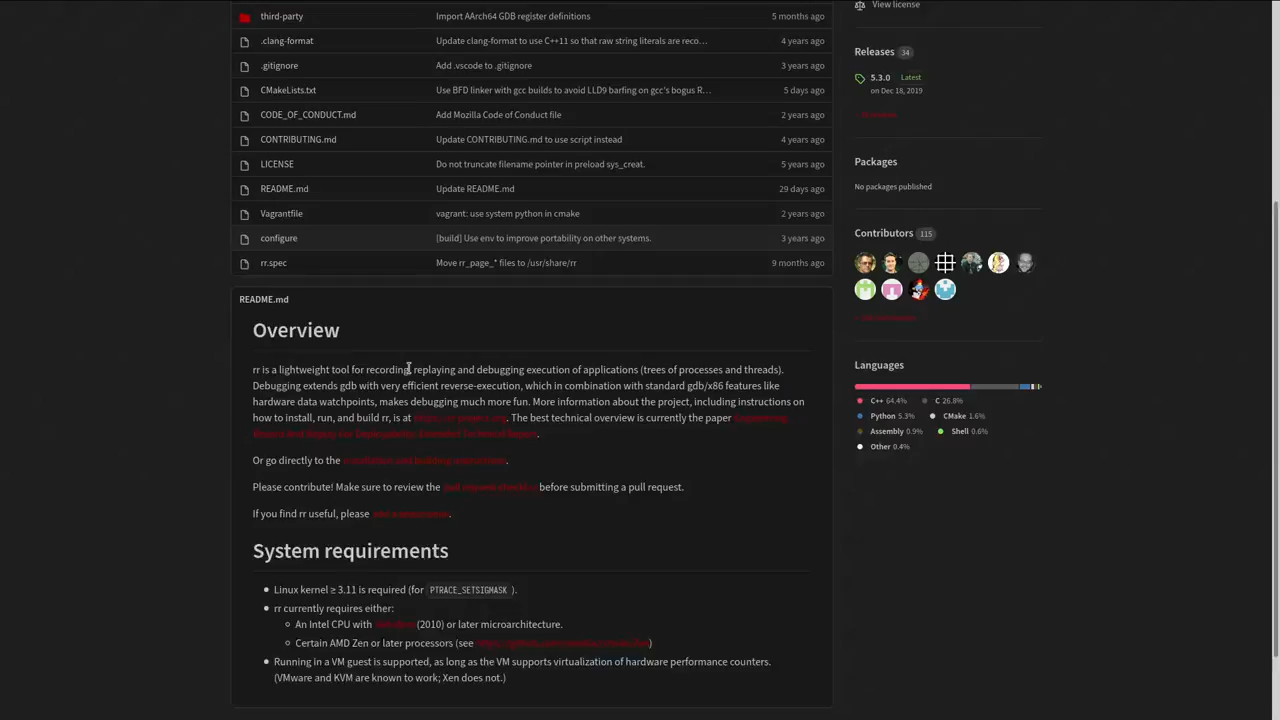 third-party Import AArch64 GDB register definitions 5 months ago
.clang-format Update clang-format to use C++11 so that raw string literals are reco… 4 years ago
.gitignore Add .vscode to .gitignore 3 years ago
CMakeLists.txt Use BFD linker with gcc builds to avoid LLD9 barfing on gcc's bogus R… 5 days ago
CODE_OF_CONDUCT.md Add Mozilla Code of Conduct file 2 years ago
CONTRIBUTING.md Update CONTRIBUTING.md to use script instead 4 years ago
LICENSE Do not truncate filename pointer in preload sys_creat. 5 years ago
README.md Update README.md 29 days ago
Vagrantfile vagrant: use system python in cmake 2 years ago
configure [build] Use env to improve portability on other systems. 3 years ago
rr.spec Move rr_page_* files to /usr/share/rr 9 months ago
README.md
Overview
rr is a lightweight tool for recording, replaying and debugging execution of applications (trees of processes and threads).
Debugging extends gdb with very efficient reverse-execution, which in combination with standard gdb/x86 features like
hardware data watchpoints, makes debugging much more fun. More information about the project, including instructions on
how to install, run, and build rr, is at . The best technical overview is currently the paper
Or go directly to the .
Please contribute! Make sure to review the before submitting a pull request.
If you find rr useful, please .
System requirements
Linux kernel ≥ 3.11 is required (for PTRACE_SETSIGMASK ).
rr currently requires either:
An Intel CPU with (2010) or later microarchitecture.
Certain AMD Zen or later processors (see )
Running in a VM guest is supported, as long as the VM supports virtualization of hardware performance counters.
(VMware and KVM are known to work; Xen does not.)
View license
Releases 34
5.3.0 Latest
on Dec 18, 2019
Packages
No packages published
Contributors 115
Languages
C++ 64.4% C 26.8%
Python 5.3% CMake 1.6%
Assembly 0.9% Shell 0.6%
Other 0.4%